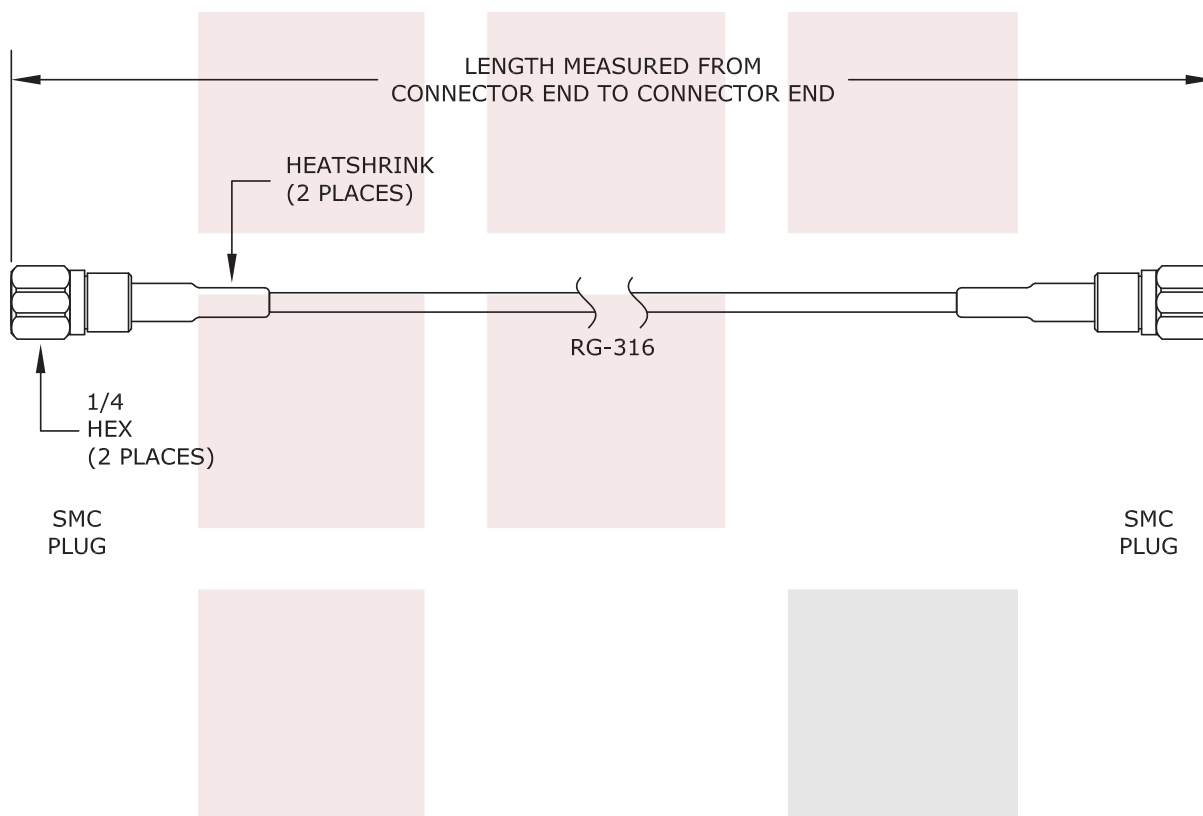 LENGTH MEASURED FROM
CONNECTOR END TO CONNECTOR END
HEATSHRINK
(2 PLACES)
RG-316
1/4
HEX
(2 PLACES)
SMC
PLUG
SMC
PLUG